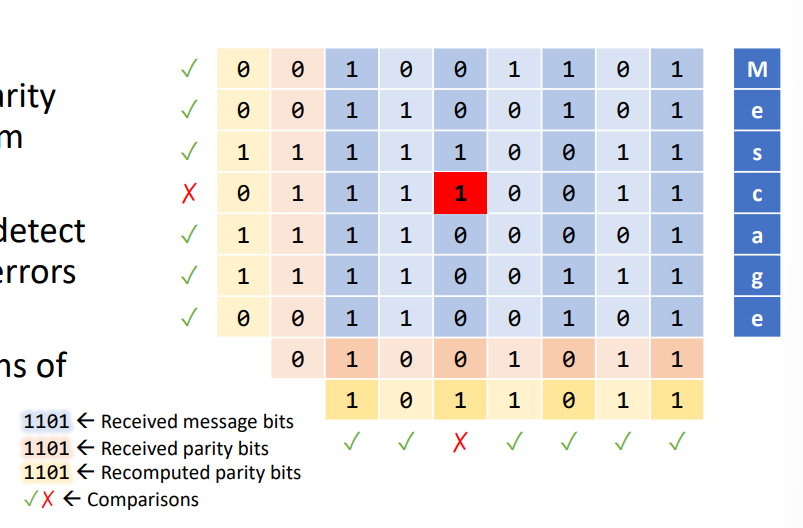 ✓ 0 0 1 0 0 1 1 0 1 M
arity
✓ 0 0 1 1 0 0 1 0 1 e
m
✓ 1 1 1 1 1 0 0 1 1 s
✗ 0 1 1 1 1 0 0 1 1 c
detect
✓ 1 1 1 1 0 0 0 0 1 a
errors
✓ 1 1 1 1 0 0 1 1 1 g
✓ 0 0 1 1 0 0 1 0 1 e
ns of
0 1 0 0 1 0 1 1
1 0 1 1 0 1 1
✓ ✓ ✗ ✓ ✓ ✓ ✓
1101 ← Received message bits
1101 ← Received parity bits
1101 ← Recomputed parity bits
✓✗ ← Comparisons